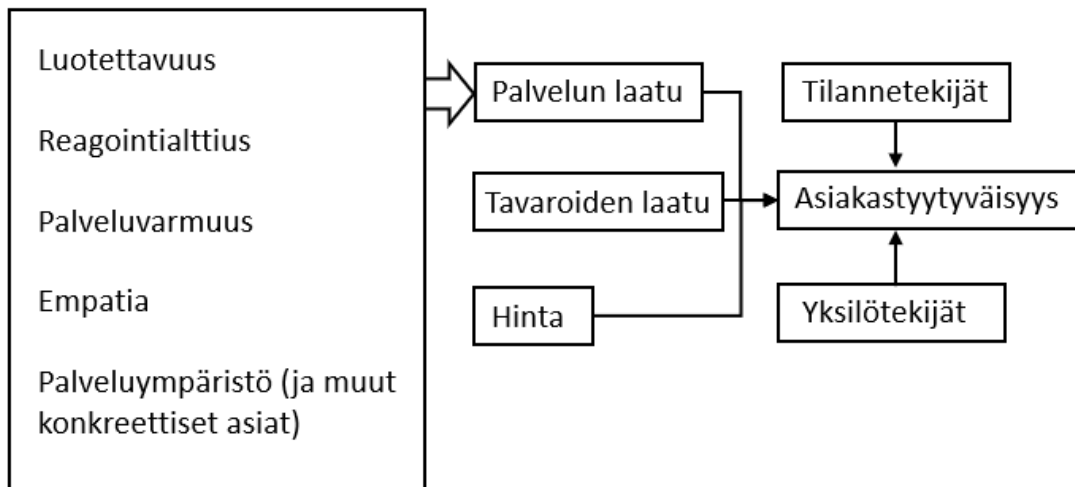 Luotettavuus
Reagointialttius
Palveluvarmuus
Empatia
Palveluympäristö (ja muut
konkreettiset asiat)
Palvelun laatu
Tavaroiden laatu
Hinta
Tilannetekijät
Asiakastyytyväisyys
Yksilötekijät